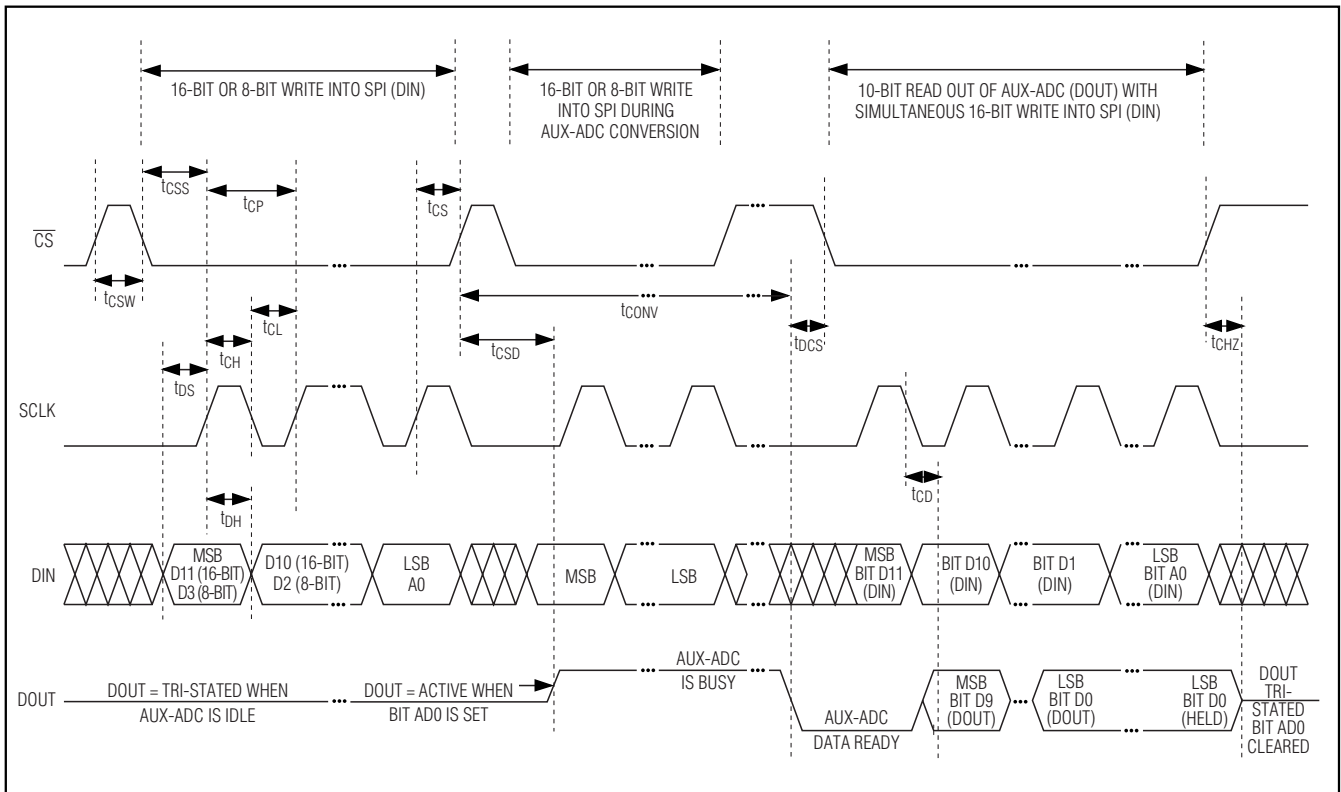 16-BIT OR 8-BIT WRITE INTO SPI (DIN)
16-BIT OR 8-BIT WRITE
INTO SPI DURING
AUX-ADC CONVERSION
10-BIT READ OUT OF AUX-ADC (DOUT) WITH
SIMULTANEOUS 16-BIT WRITE INTO SPI (DIN)
tCSS
tCP
tCS
CS
tCSW
tCL
tCONV
tCSD
tDCS
tCHZ
tCH
tDS
SCLK
tCD
tDH
DIN
MSB
D11 (16-BIT)
D3 (8-BIT)
D10 (16-BIT)
D2 (8-BIT)
LSB
A0
MSB
LSB
MSB
BIT D11
(DIN)
BIT D10
(DIN)
BIT D1
(DIN)
LSB
BIT A0
(DIN)
DOUT
DOUT = TRI-STATED WHEN
AUX-ADC IS IDLE
DOUT = ACTIVE WHEN
BIT AD0 IS SET
AUX-ADC
IS BUSY
AUX-ADC
DATA READY
MSB
BIT D9
(DOUT)
LSB
BIT D0
(DOUT)
LSB
BIT D0
(HELD)
DOUT
TRI-
STATED
BIT AD0
CLEARED